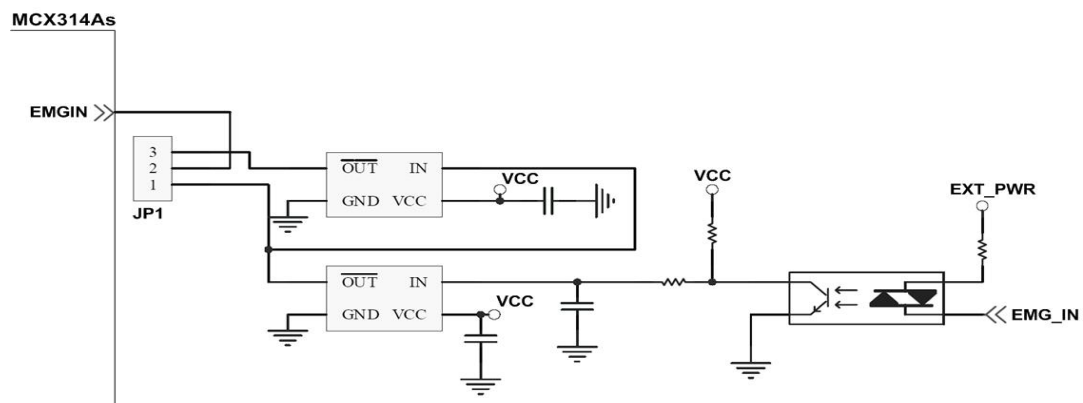 MCX314As
EMGIN
3
2
1
JP1
OUT IN
GND VCC
VCC
OUT IN
GND VCC
VCC
VCC
EXT_PWR
EMG_IN